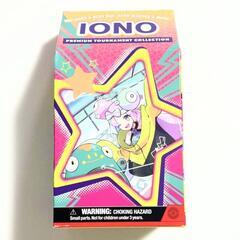 IONO
PREMIUM TOURNAMENT COLLECTION
WARNING: CHOKING HAZARD
Small parts. Not for children under 3 years.